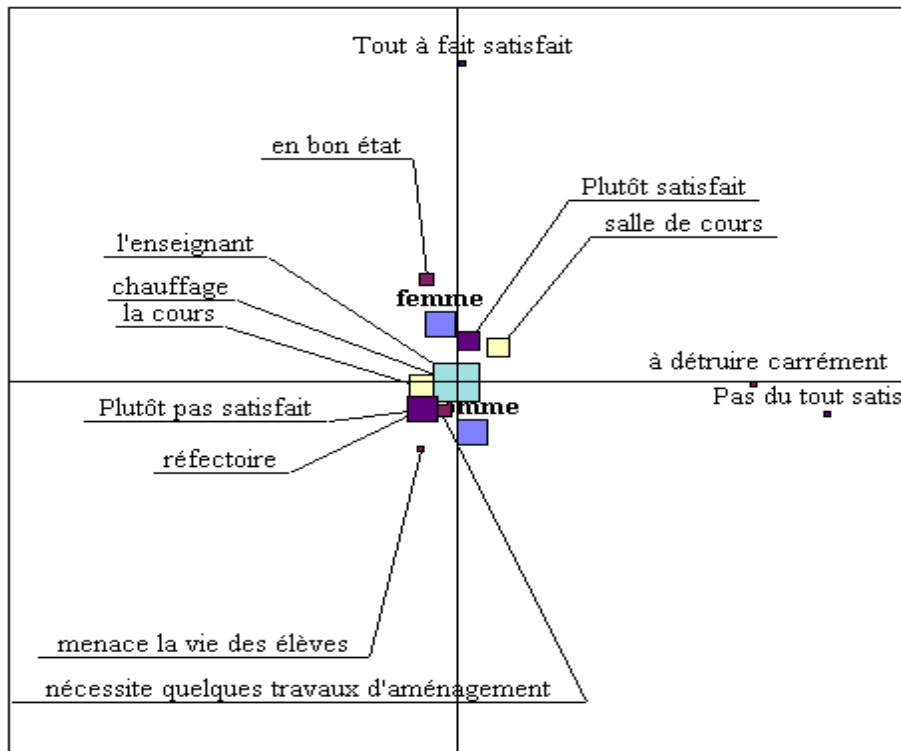 Tout à fait satisfait
en bon état
Plutôt satisfait
salle de cours
l'enseignant
chauffage
la cours
femme
à détruire carrément
Pas du tout satis
Plutôt pas satisfait
omme
réfectoire
menace la vie des élèves
nécessite quelques travaux d'aménagement